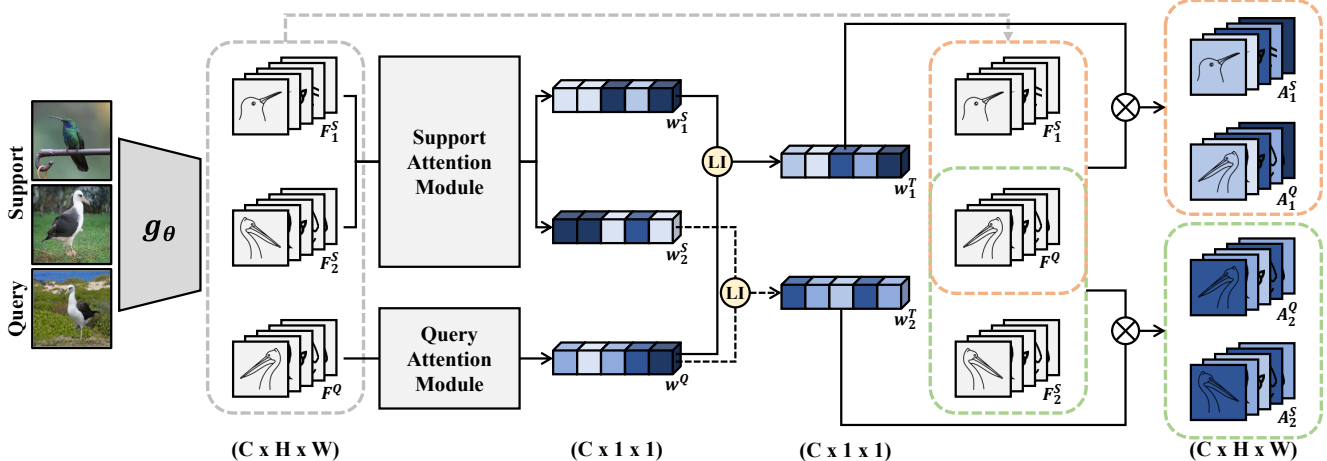 Support
Query
g_θ
F_1^S
F_2^S
F^Q
(C x H x W)
Support
Attention
Module
Query
Attention
Module
w_1^S
w_2^S
w^Q
(C x 1 x 1)
LI
LI
w_1^T
w_2^T
(C x 1 x 1)
F_1^S
F^Q
F_2^S
A_1^S
A_1^Q
A_2^Q
A_2^S
(C x H x W)